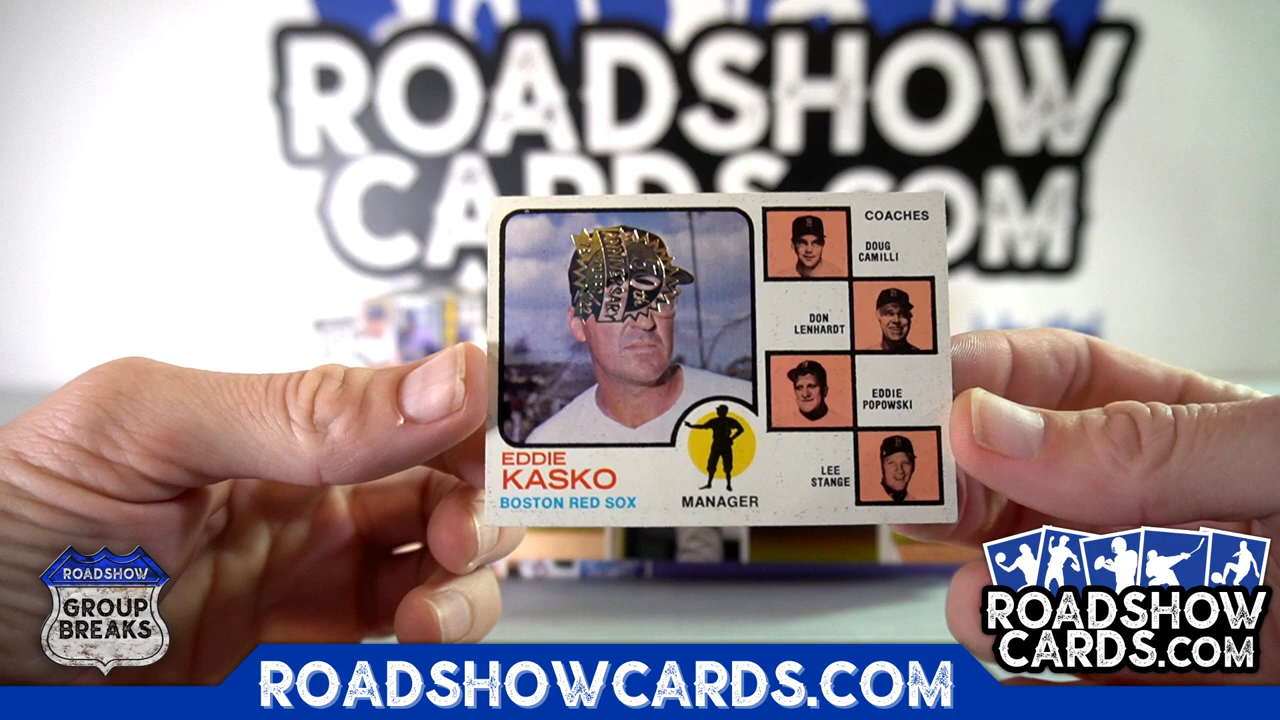 ROADSHOW
CARDS.COM
COACHES
DOUG
CAMILLI
DON
LENHARDT
EDDIE
POPOWSKI
LEE
STANGE
EDDIE
KASKO
BOSTON RED SOX
MANAGER
ROADSHOW
GROUP
BREAKS
ROADSHOW
CARDS.COM
ROADSHOWCARDS.COM